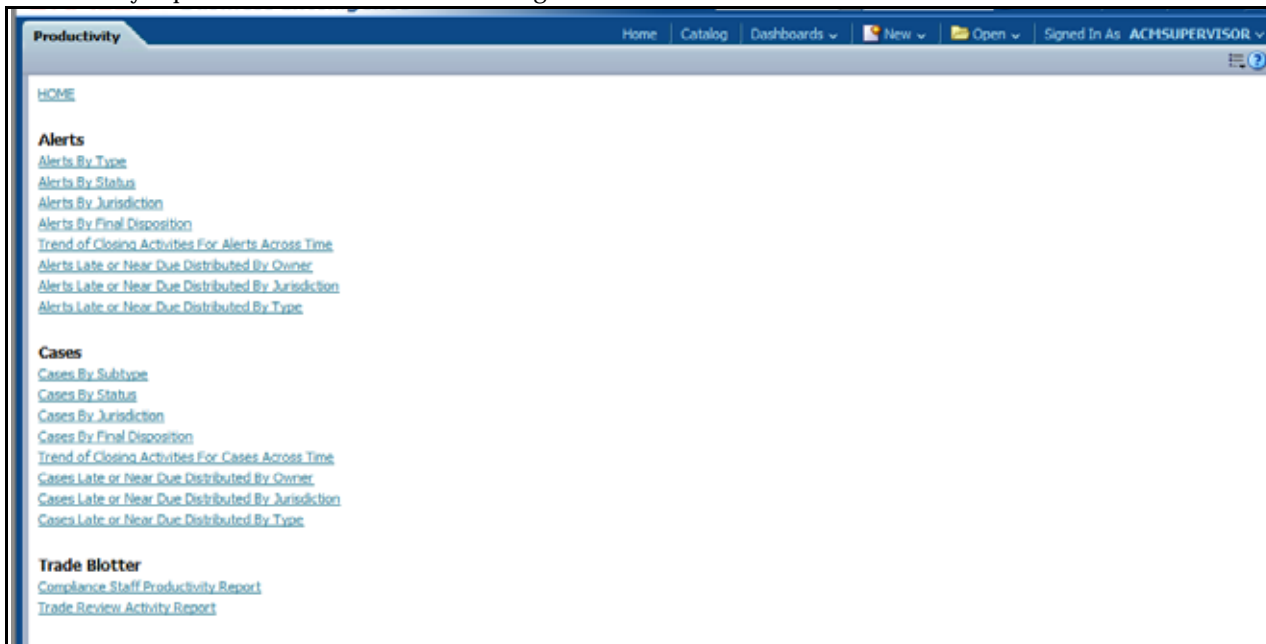 Productivity Home Catalog Dashboards New Open Signed In As ACMSUPERVISOR
HOME
Alerts
Alerts By Type
Alerts By Status
Alerts By Jurisdiction
Alerts By Final Disposition
Trend of Closing Activities For Alerts Across Time
Alerts Late or Near Due Distributed By Owner
Alerts Late or Near Due Distributed By Jurisdiction
Alerts Late or Near Due Distributed By Type
Cases
Cases By Subtype
Cases By Status
Cases By Jurisdiction
Cases By Final Disposition
Trend of Closing Activities For Cases Across Time
Cases Late or Near Due Distributed By Owner
Cases Late or Near Due Distributed By Jurisdiction
Cases Late or Near Due Distributed By Type
Trade Blotter
Compliance Staff Productivity Report
Trade Review Activity Report